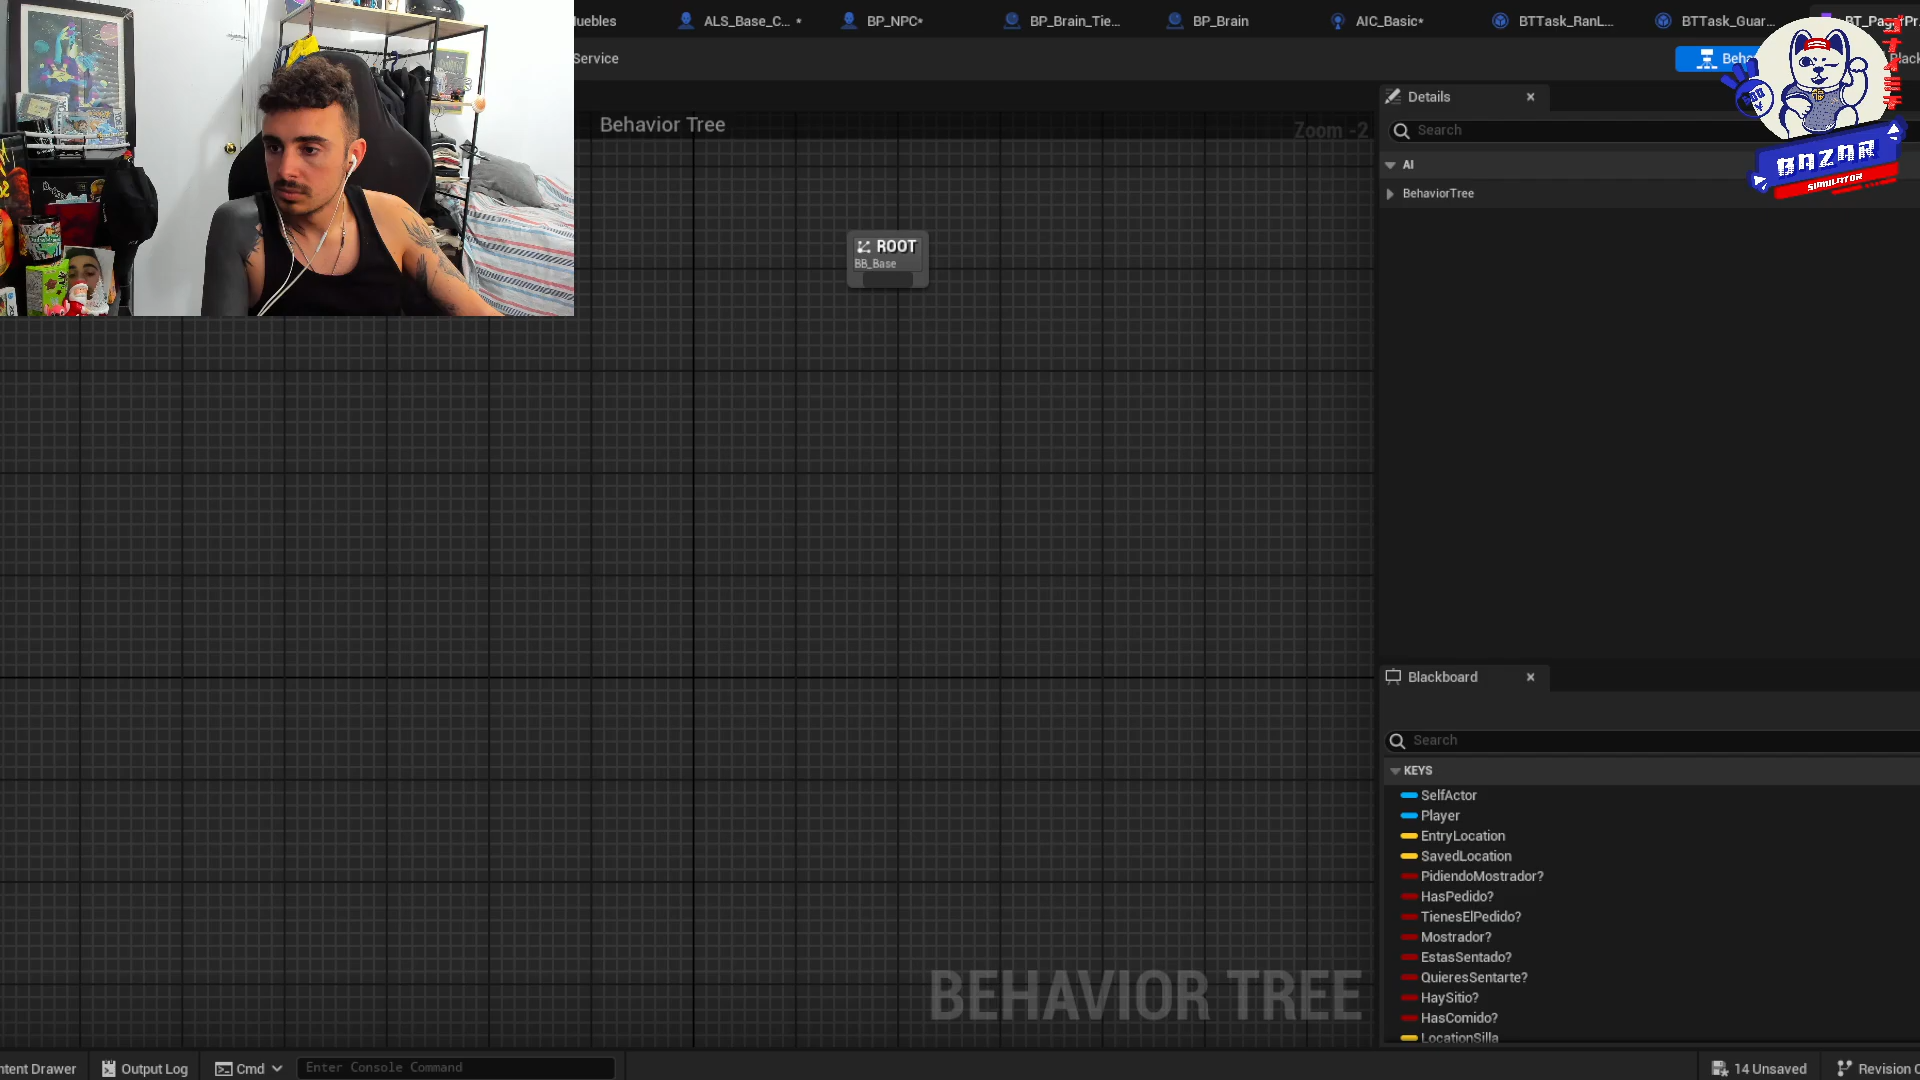 uebles
ALS_Base_C... *
BP_NPC*
BP_Brain_Tie...
BP_Brain
AIC_Basic*
BTTask_RanL...
BTTask_Guar...
Service
Details
Search
AI
BehaviorTree
BAZAR
SIMULATOR
Behavior Tree
Zoom -2
ROOT
BB_Base
Blackboard
Search
KEYS
SelfActor
Player
EntryLocation
SavedLocation
PidiendoMostrador?
HasPedido?
TienesElPedido?
Mostrador?
EstasSentado?
QuieresSentarte?
HaySitio?
HasComido?
LocationSilla
BEHAVIOR TREE
ntent Drawer
Output Log
Cmd
Enter Console Command
14 Unsaved
Revision C